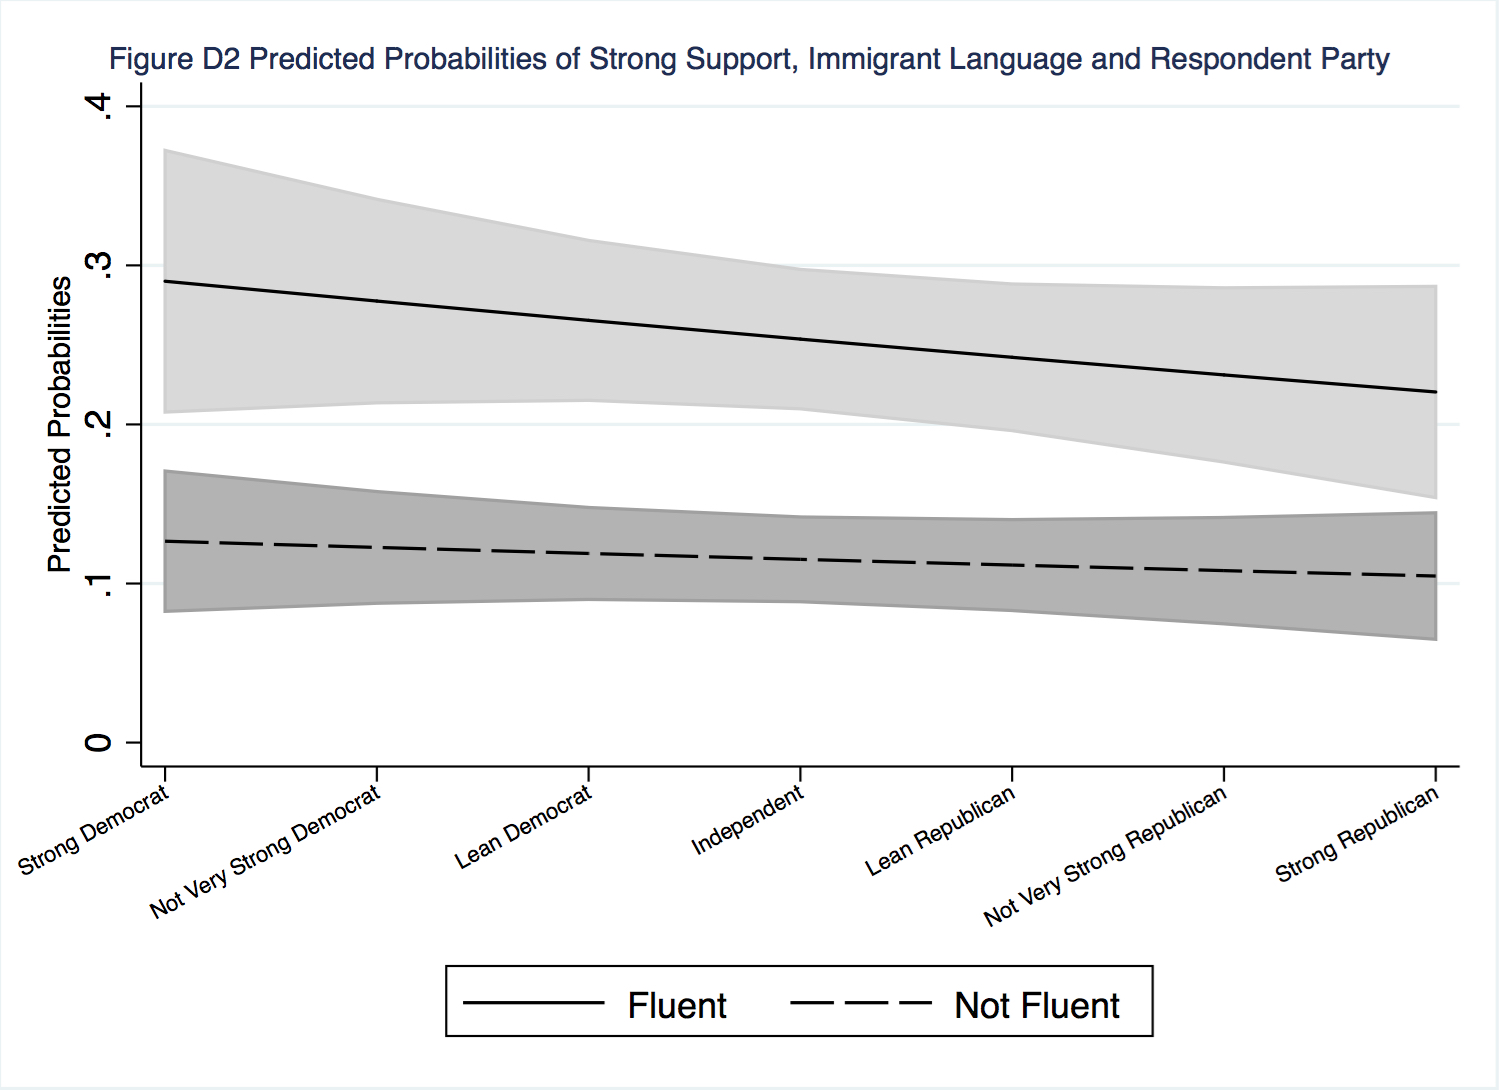 Figure D2 Predicted Probabilities of Strong Support, Immigrant Language and Respondent Party
Predicted Probabilities
.4
.3
.2
.1
0
Strong Democrat
Not Very Strong Democrat
Lean Democrat
Independent
Lean Republican
Not Very Strong Republican
Strong Republican
Fluent
Not Fluent